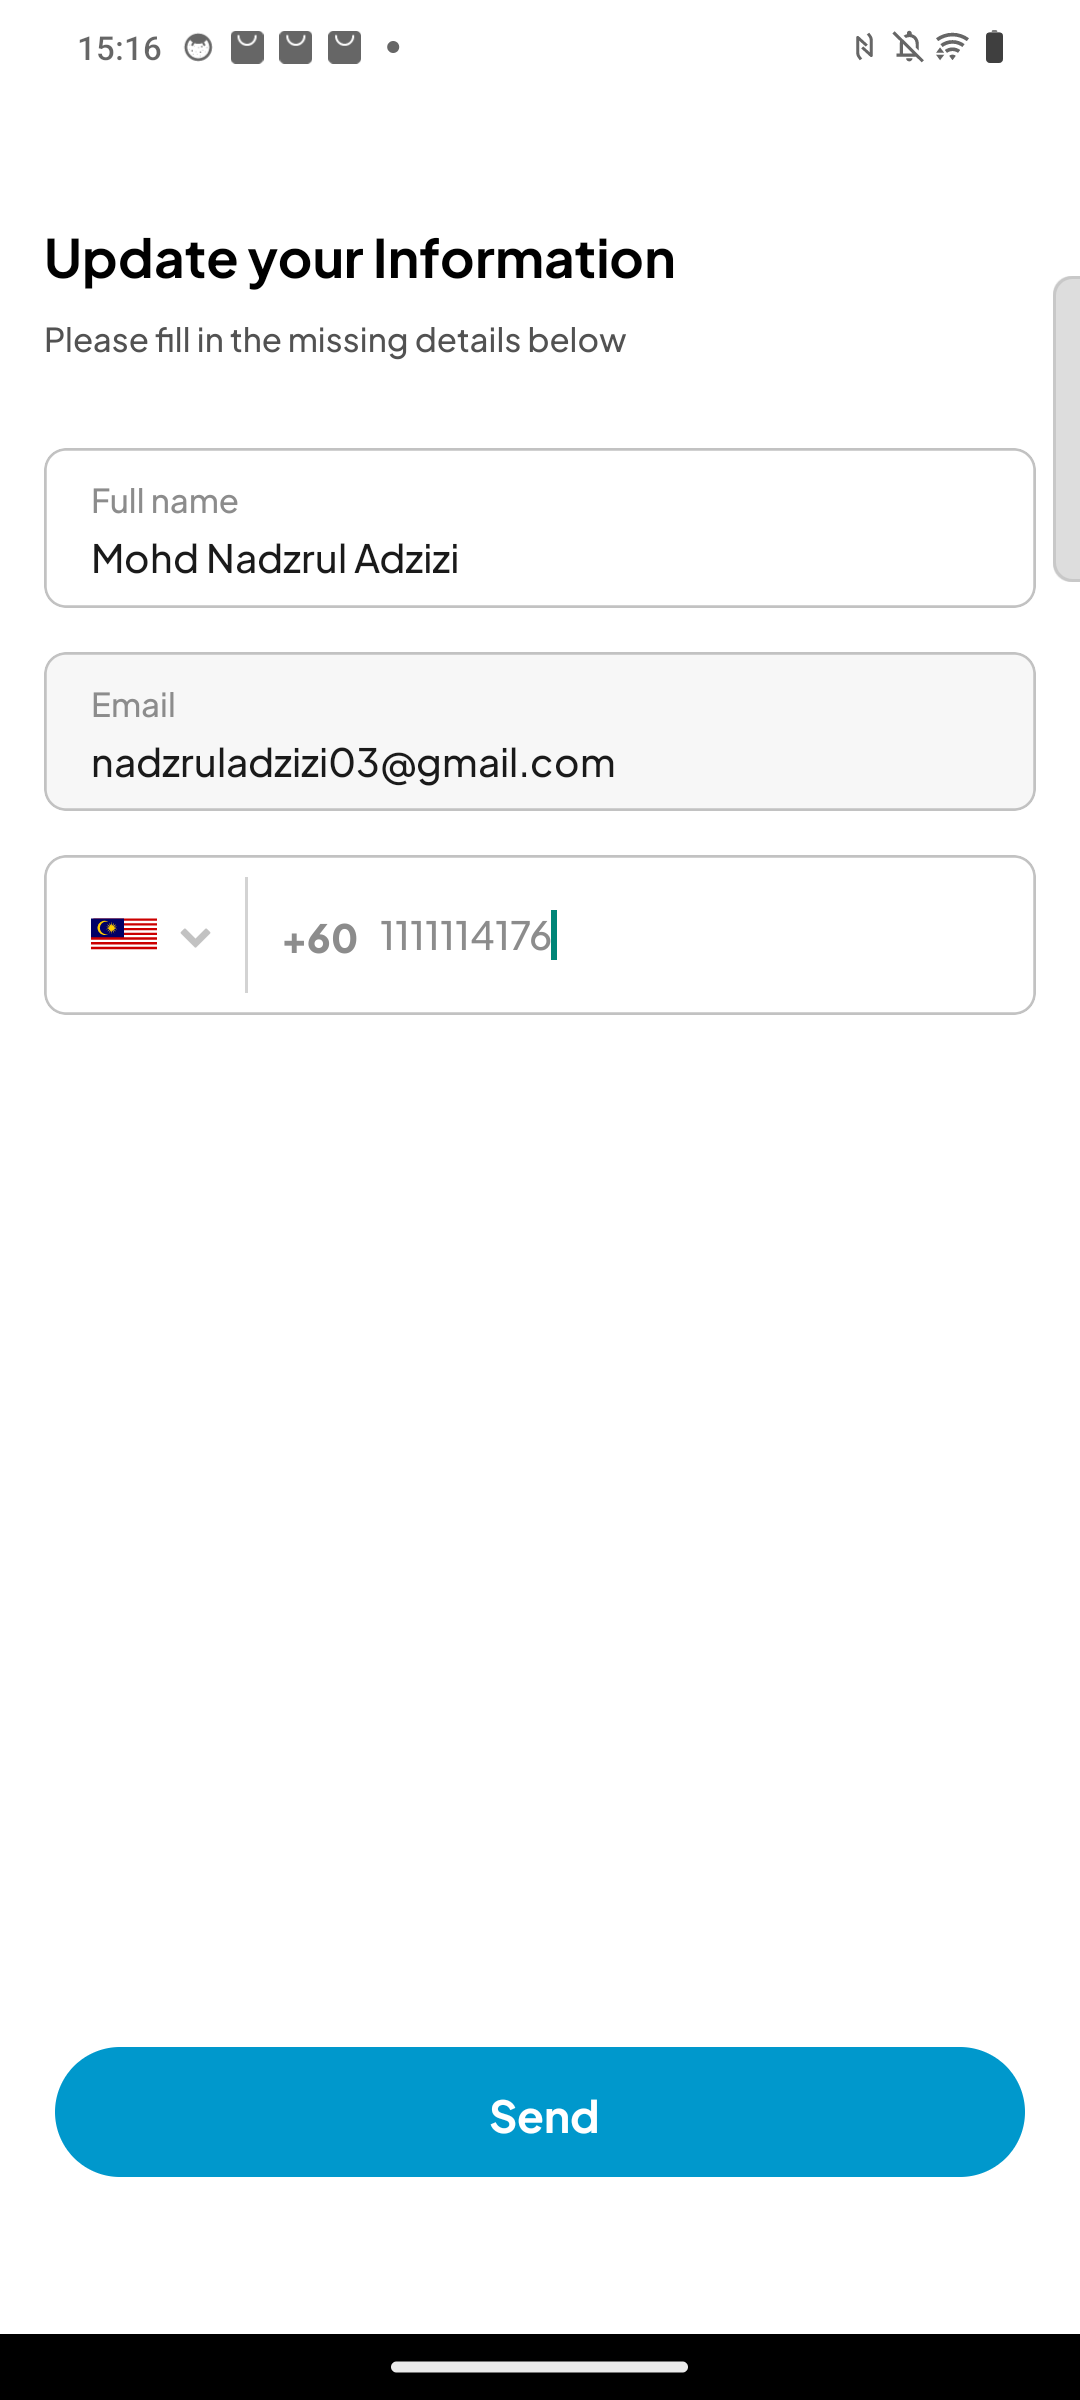 15:16
Update your Information
Please fill in the missing details below
Full name
Mohd Nadzrul Adzizi
Email
nadzruladzizi03@gmail.com
+60 1111114176
Send